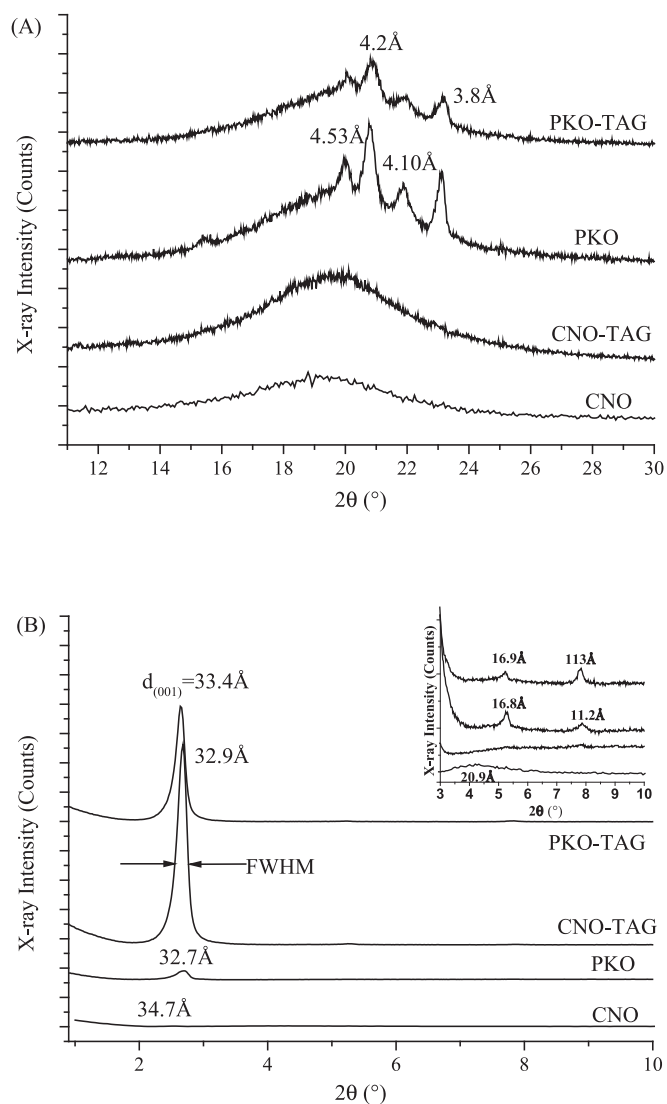 (A)
4.2Å
3.8Å
PKO-TAG
4.53Å
4.10Å
PKO
CNO-TAG
CNO
X-ray Intensity (Counts)
12 14 16 18 20 22 24 26 28 30
2θ (°)
(B)
d(001)=33.4Å
32.9Å
FWHM
PKO-TAG
CNO-TAG
32.7Å
PKO
34.7Å
CNO
X-ray Intensity (Counts)
2 4 6 8 10
2θ (°)
16.9Å 113Å
16.8Å 11.2Å
20.9Å
X-ray Intensity (Counts)
3 4 5 6 7 8 9 10
2θ (°)